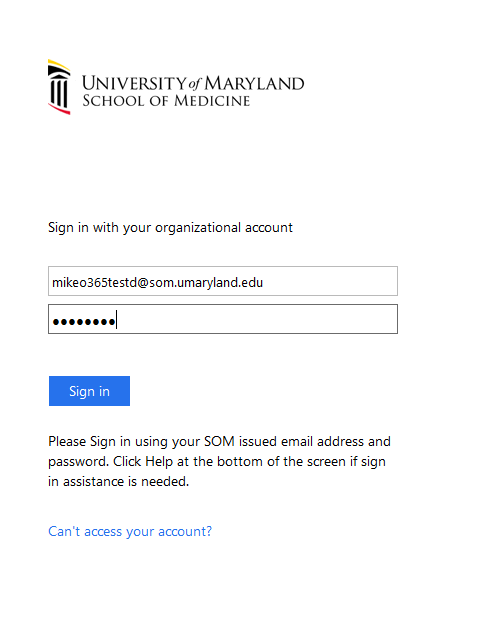 UNIVERSITY of MARYLAND
SCHOOL OF MEDICINE
Sign in with your organizational account
mikeo365testd@som.umaryland.edu
●●●●●●●●
Sign in
Please Sign in using your SOM issued email address and
password. Click Help at the bottom of the screen if sign
in assistance is needed.
Can't access your account?